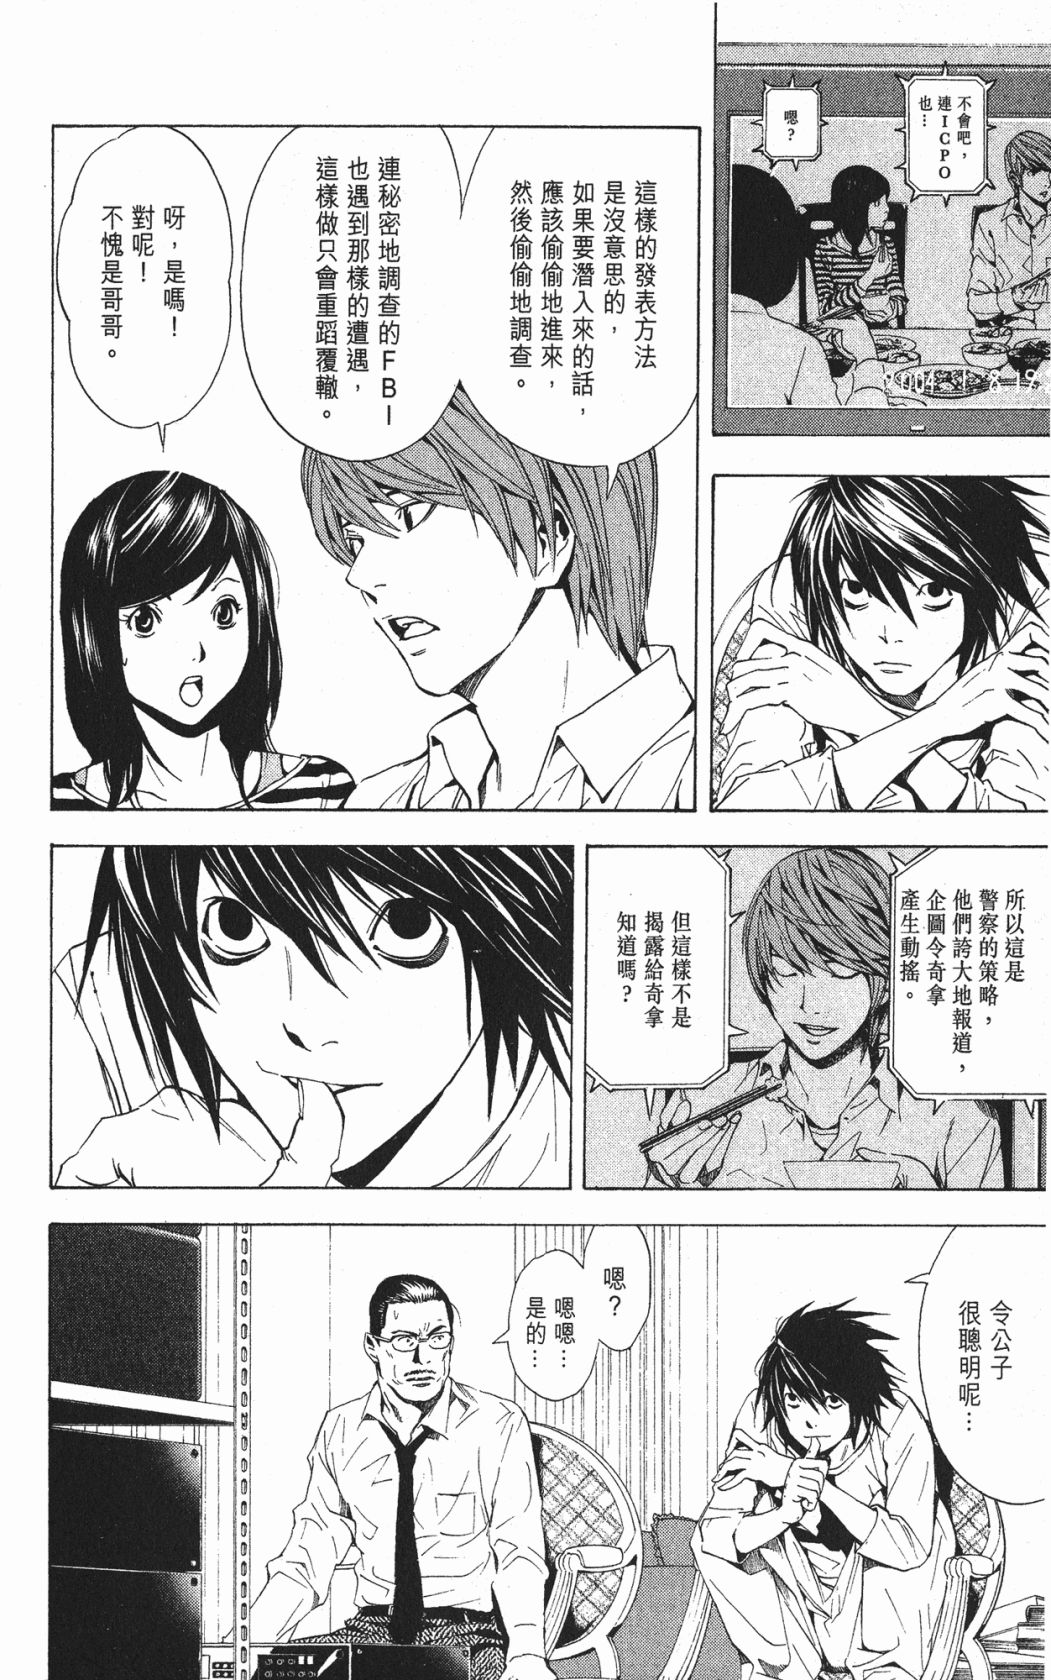 不會吧，
連ICPO
也…
嗯？
這樣的發表方法
是沒意思的，
如果要潛入來的話，
應該偷偷地進來，
然後偷偷地調查。
連秘密地調查的FBI
也遇到那樣的遭遇，
這樣做只會重蹈覆轍。
呀，是嗎！
對呢！
不愧是哥哥。
所以這是
警察的策略，
他們誇大地報道，
企圖令奇拿
產生動搖。
但這樣不是
揭露給奇拿
知道嗎？
令公子
很聰明呢…
嗯？
嗯嗯…
是的…